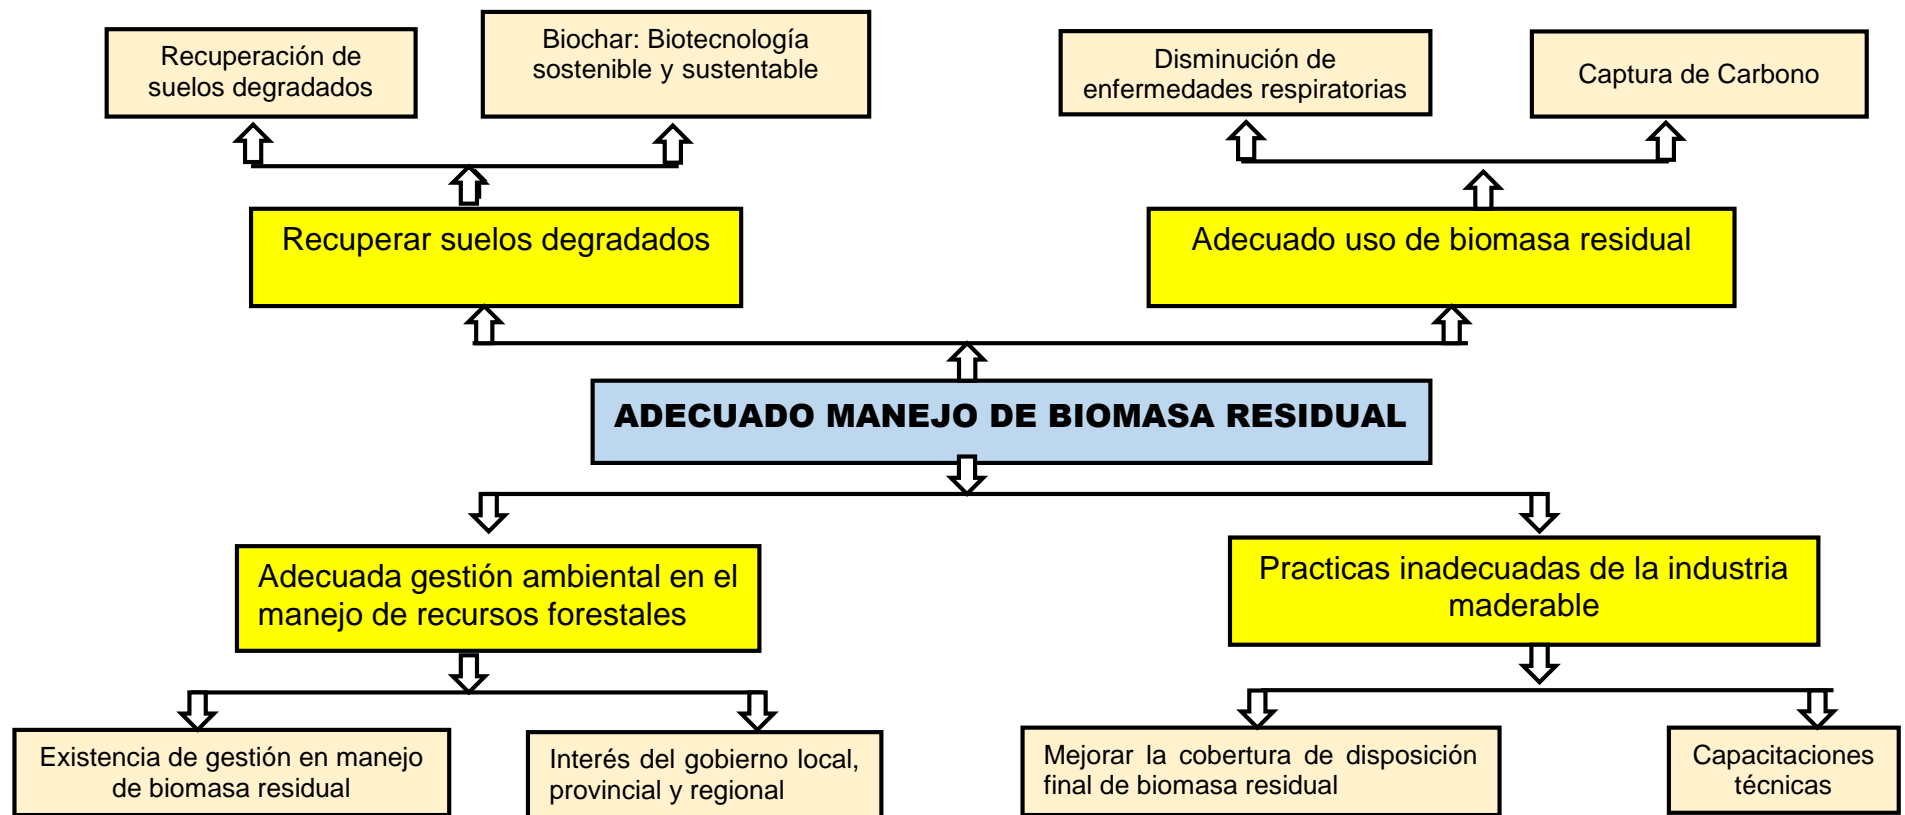 Recuperación de
suelos degradados
Biochar: Biotecnología
sostenible y sustentable
Disminución de
enfermedades respiratorias
Captura de Carbono
Recuperar suelos degradados
Adecuado uso de biomasa residual
ADECUADO MANEJO DE BIOMASA RESIDUAL
Adecuada gestión ambiental en el
manejo de recursos forestales
Practicas inadecuadas de la industria
maderable
Existencia de gestión en manejo
de biomasa residual
Interés del gobierno local,
provincial y regional
Mejorar la cobertura de disposición
final de biomasa residual
Capacitaciones
técnicas